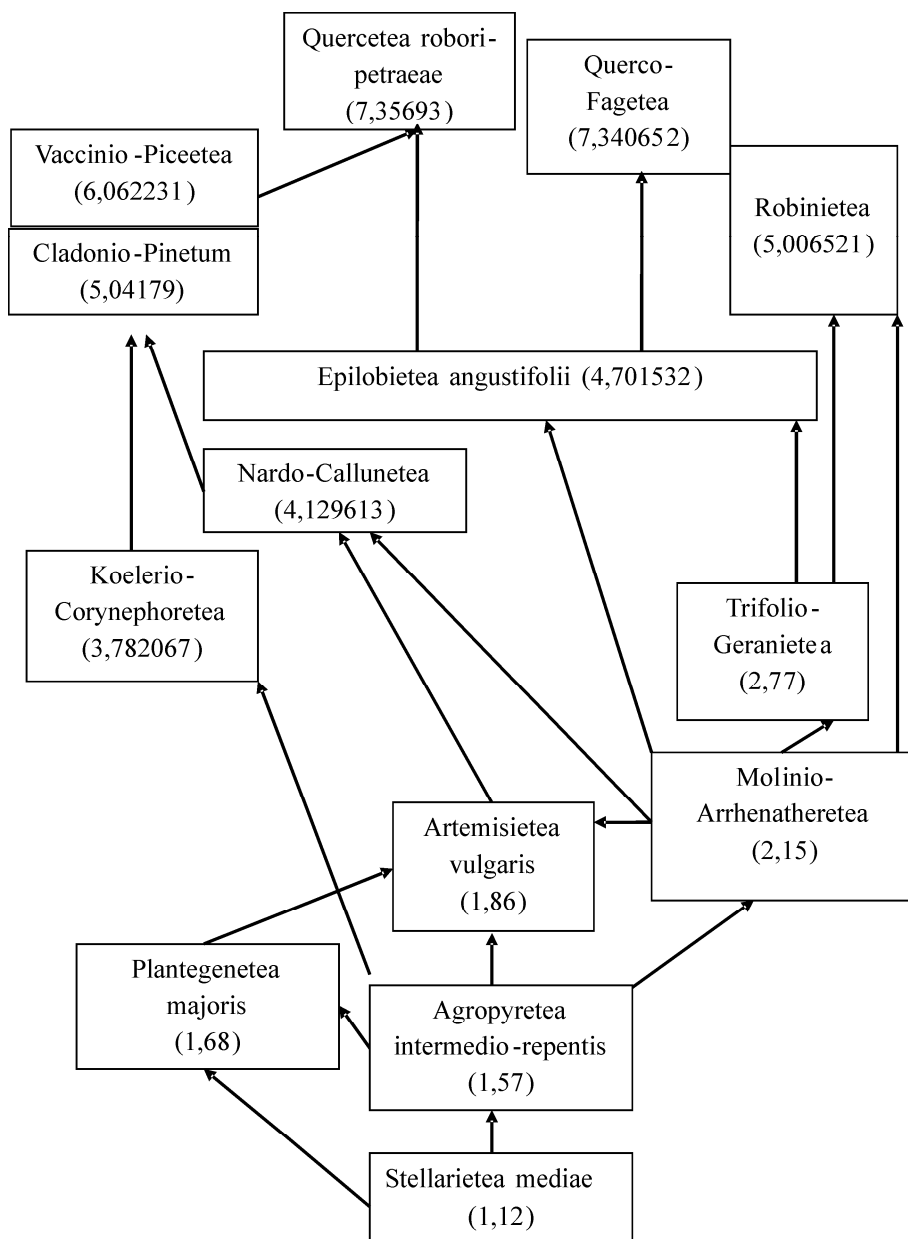 Quercetea robori-
petraeae
(7,35693)
Querco-
Fagetea
(7,340652)
Vaccinio-Piceetea
(6,062231)
Robinietea
(5,006521)
Cladonio-Pinetum
(5,04179)
Epilobietea angustifolii (4,701532)
Nardo-Callunetea
(4,129613)
Koelerio-
Corynephoretea
(3,782067)
Trifolio-
Geranietea
(2,77)
Molinio-
Arrhenatheretea
(2,15)
Artemisietea
vulgaris
(1,86)
Plantegenetea
majoris
(1,68)
Agropyretea
intermedio-repentis
(1,57)
Stellarietea mediae
(1,12)